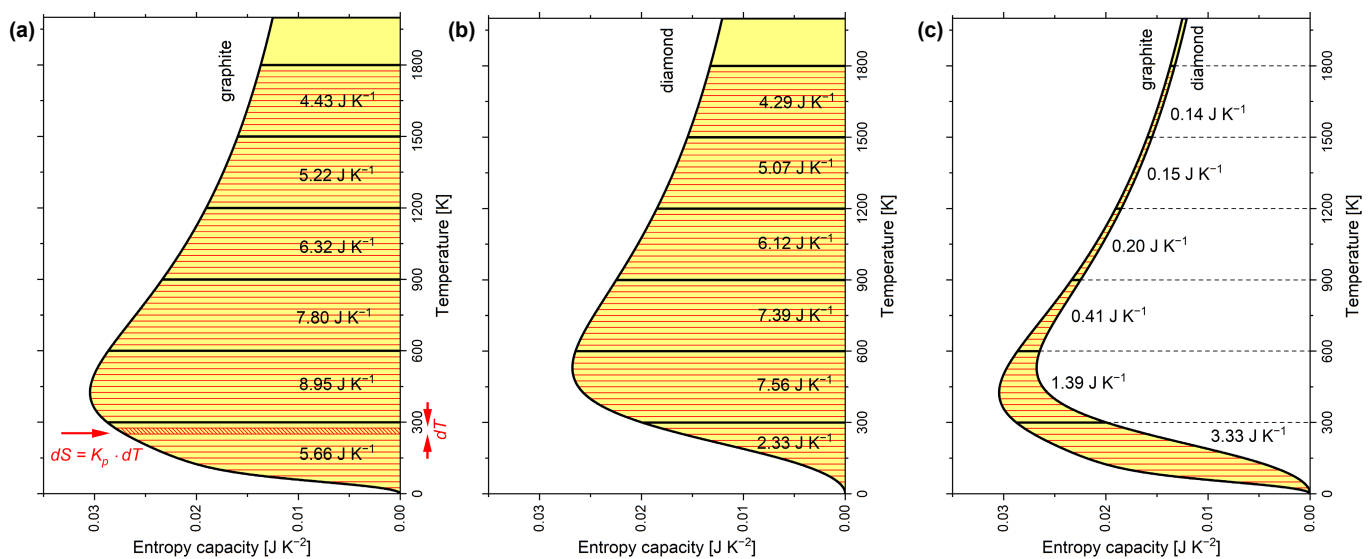 (a)
graphite
4.43 J K⁻¹
5.22 J K⁻¹
6.32 J K⁻¹
7.80 J K⁻¹
8.95 J K⁻¹
5.66 J K⁻¹
dS = Kₚ · dT
dT
1800
1500
1200
900
600
300
0
Temperature [K]
0.03
0.02
0.01
0.00
Entropy capacity [J K⁻²]
(b)
diamond
4.29 J K⁻¹
5.07 J K⁻¹
6.12 J K⁻¹
7.39 J K⁻¹
7.56 J K⁻¹
2.33 J K⁻¹
1800
1500
1200
900
600
300
0
Temperature [K]
0.03
0.02
0.01
0.00
Entropy capacity [J K⁻²]
(c)
graphite
diamond
0.14 J K⁻¹
0.15 J K⁻¹
0.20 J K⁻¹
0.41 J K⁻¹
1.39 J K⁻¹
3.33 J K⁻¹
1800
1500
1200
900
600
300
0
Temperature [K]
0.03
0.02
0.01
0.00
Entropy capacity [J K⁻²]